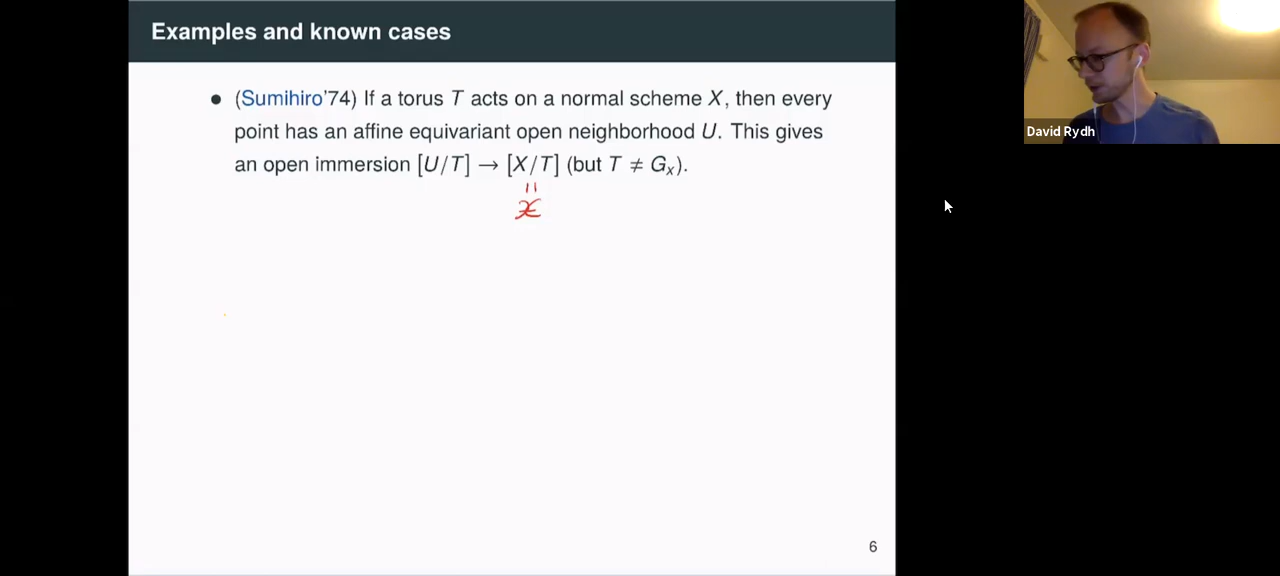 Examples and known cases
• (Sumihiro'74) If a torus T acts on a normal scheme X, then every
point has an affine equivariant open neighborhood U. This gives
an open immersion [U/T] → [X/T] (but T ≠ Gₓ).
=
𝒳
6
David Rydh